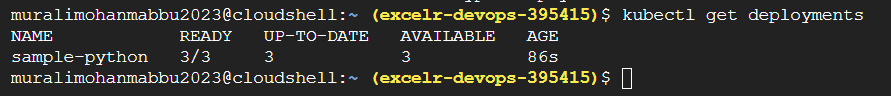 muralimohanmabbu2023@cloudshell:~ (excelr-devops-395415)$ kubectl get deployments
NAME            READY   UP-TO-DATE   AVAILABLE   AGE
sample-python   3/3     3            3           86s
muralimohanmabbu2023@cloudshell:~ (excelr-devops-395415)$